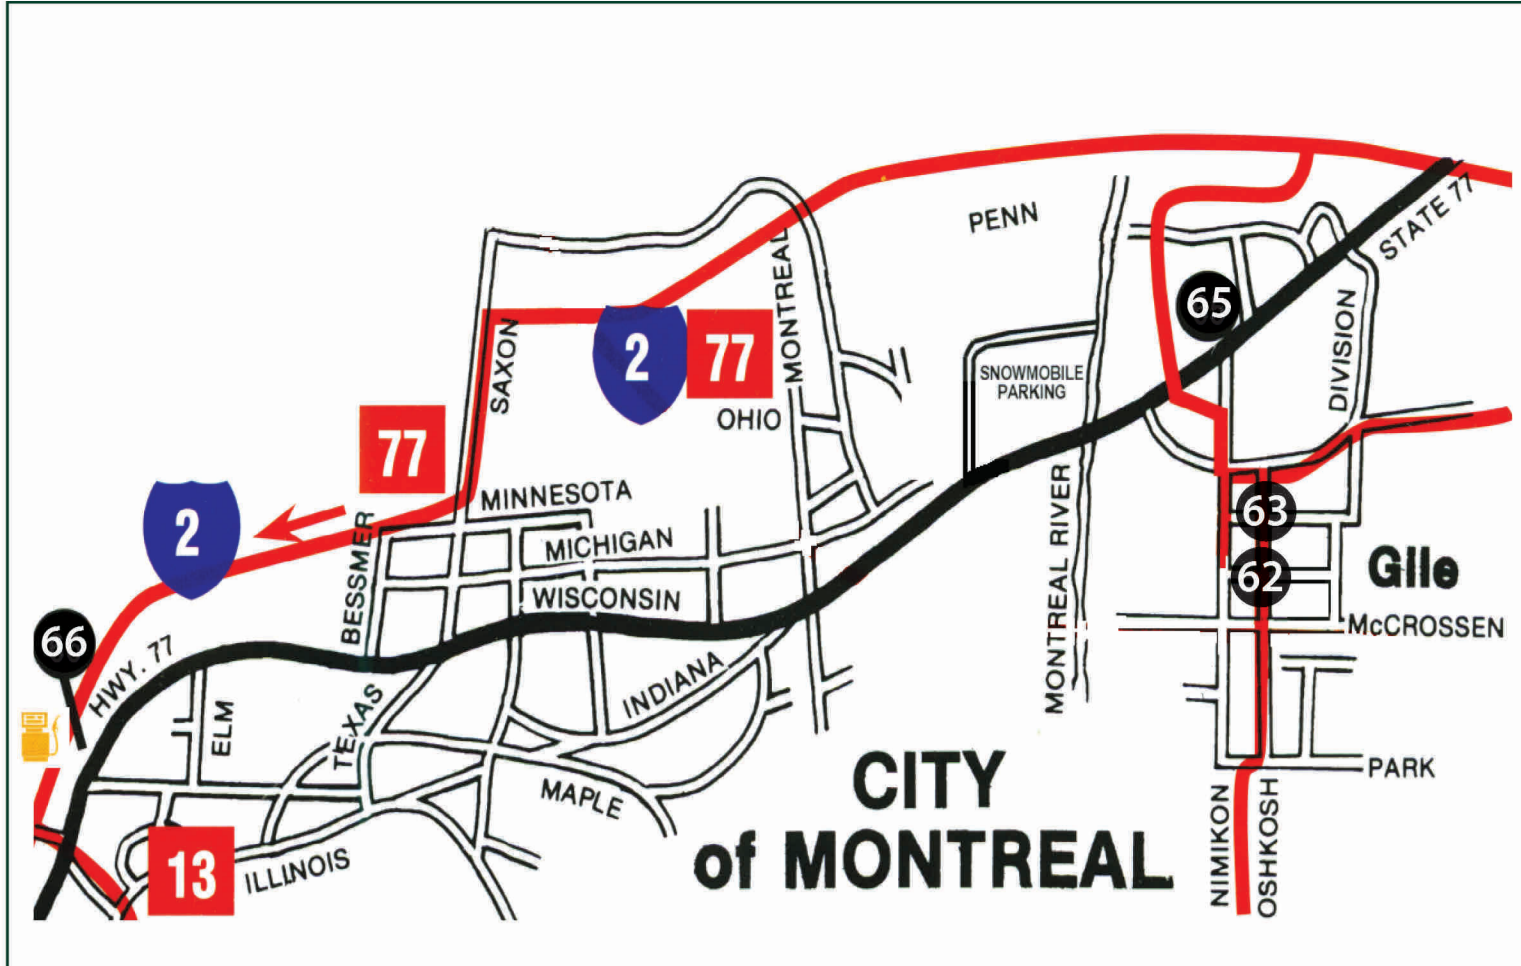 PENN
STATE 77
MONTREAL
65
DIVISION
SAXON
2
77
SNOWMOBILE
PARKING
OHIO
77
MINNESOTA
2
BESSMER
MICHIGAN
WISCONSIN
MONTREAL RIVER
63
62
Gile
McCROSSEN
66
HWY. 77
ELM
TEXAS
INDIANA
MAPLE
CITY
of MONTREAL
PARK
NIMIKON
OSHKOSH
13
ILLINOIS